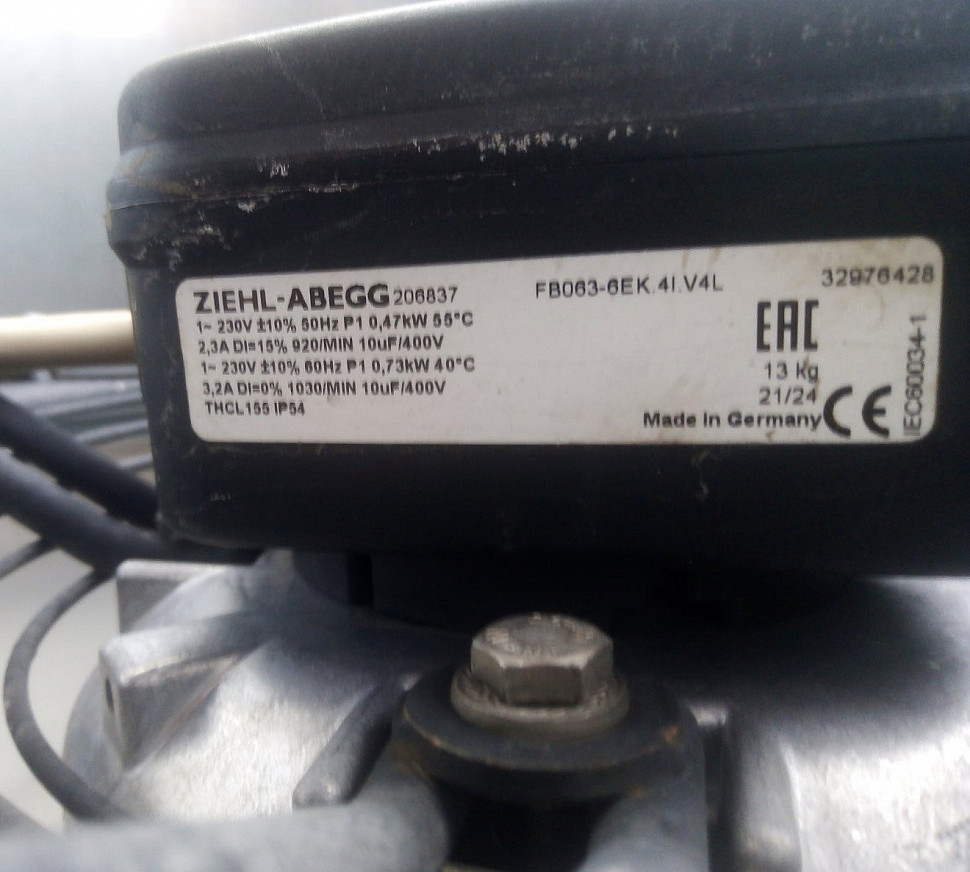 ZIEHL-ABEGG 206837
FB063-6EK.4I.V4L
32976428
1~ 230V ±10% 50Hz P1 0,47kW 55°C
2,3A DI=15% 920/MIN 10uF/400V
1~ 230V ±10% 60Hz P1 0,73kW 40°C
3,2A DI=0% 1030/MIN 10uF/400V
THCL155 IP54
EAC
13 Kg
21/24
Made in Germany CE
IEC60034-1